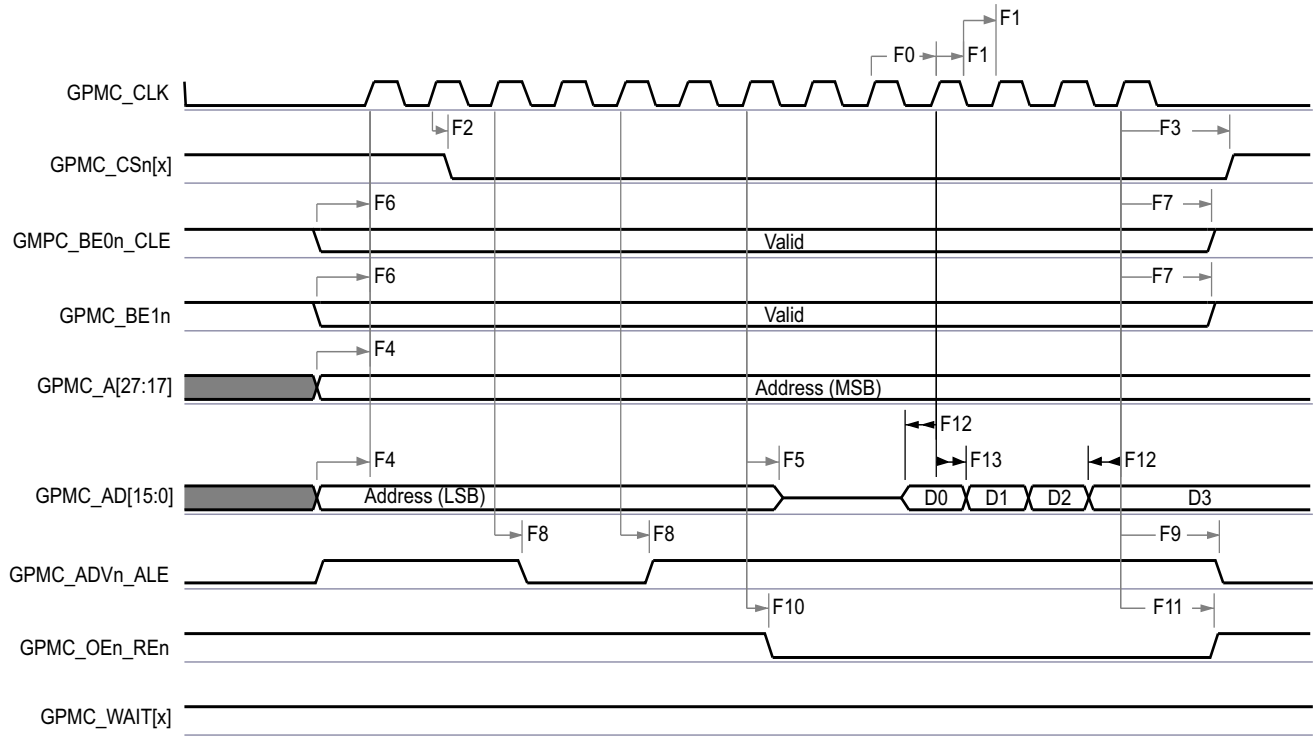 F1
F0 F1
GPMC_CLK
F2 F3
GPMC_CSn[x]
F6 F7
GMPC_BE0n_CLE Valid
F6 F7
GPMC_BE1n Valid
F4
GPMC_A[27:17] Address (MSB)
F12
F4 F5 F13 F12
GPMC_AD[15:0] Address (LSB) D0 D1 D2 D3
F8 F8 F9
GPMC_ADVn_ALE
F10 F11
GPMC_OEn_REn
GPMC_WAIT[x]